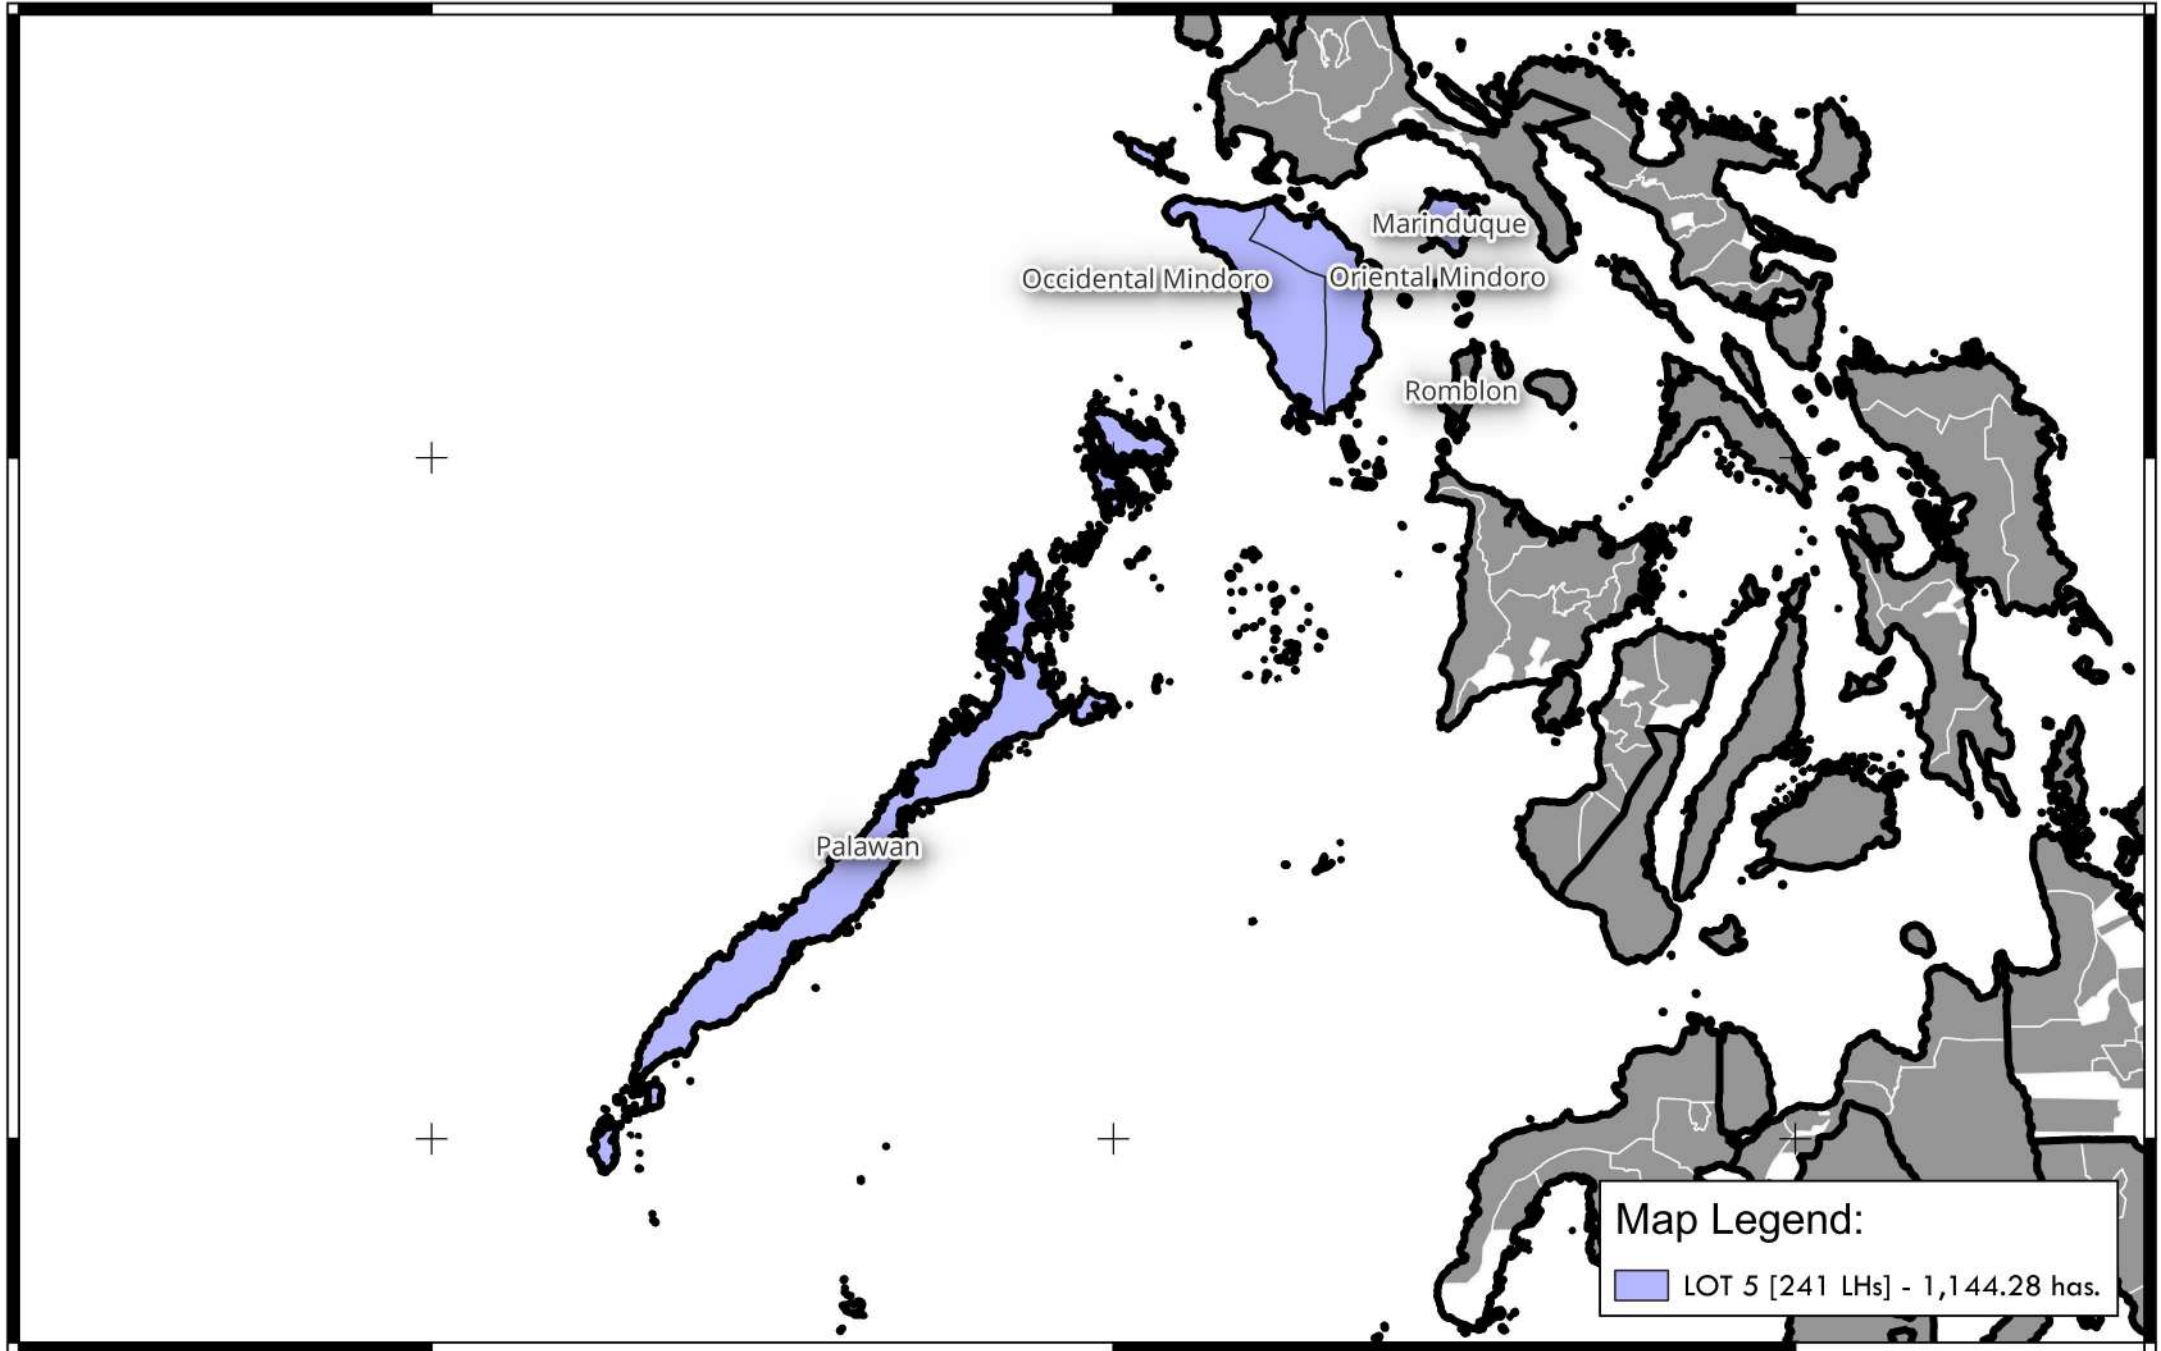 Marinduque
Occidental Mindoro
Oriental Mindoro
Romblon
Palawan
Map Legend:
LOT 5 [241 LHs] - 1,144.28 has.